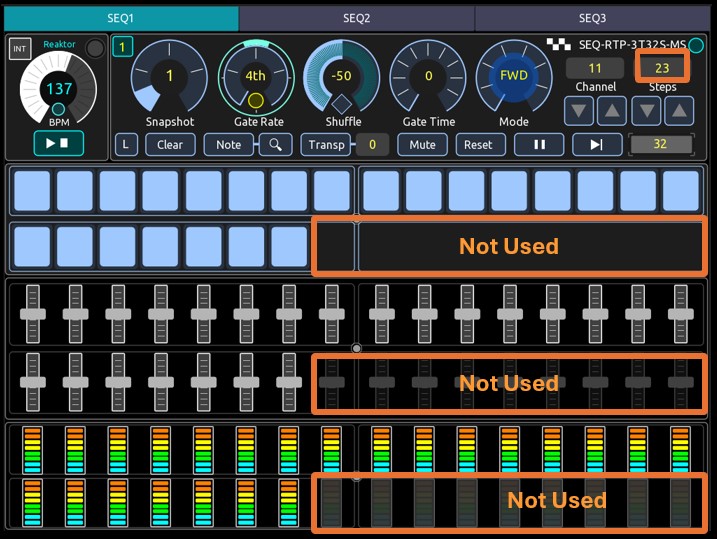 SEQ1 SEQ2 SEQ3
INT Reaktor 1 SEQ-RTP-3T32S-MS
137 1 4th -50 0 FWD 11 23
BPM Snapshot Gate Rate Shuffle Gate Time Mode Channel Steps
L Clear Note Transp 0 Mute Reset 32
Not Used
Not Used
Not Used